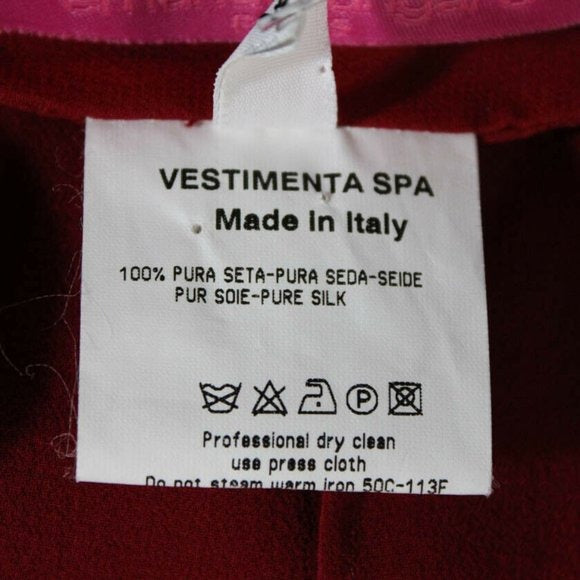 VESTIMENTA SPA
Made in Italy
100% PURA SETA-PURA SEDA-SEIDE
PUR SOIE-PURE SILK
P
Professional dry clean
use press cloth
Do not steam warm iron 50C-113F